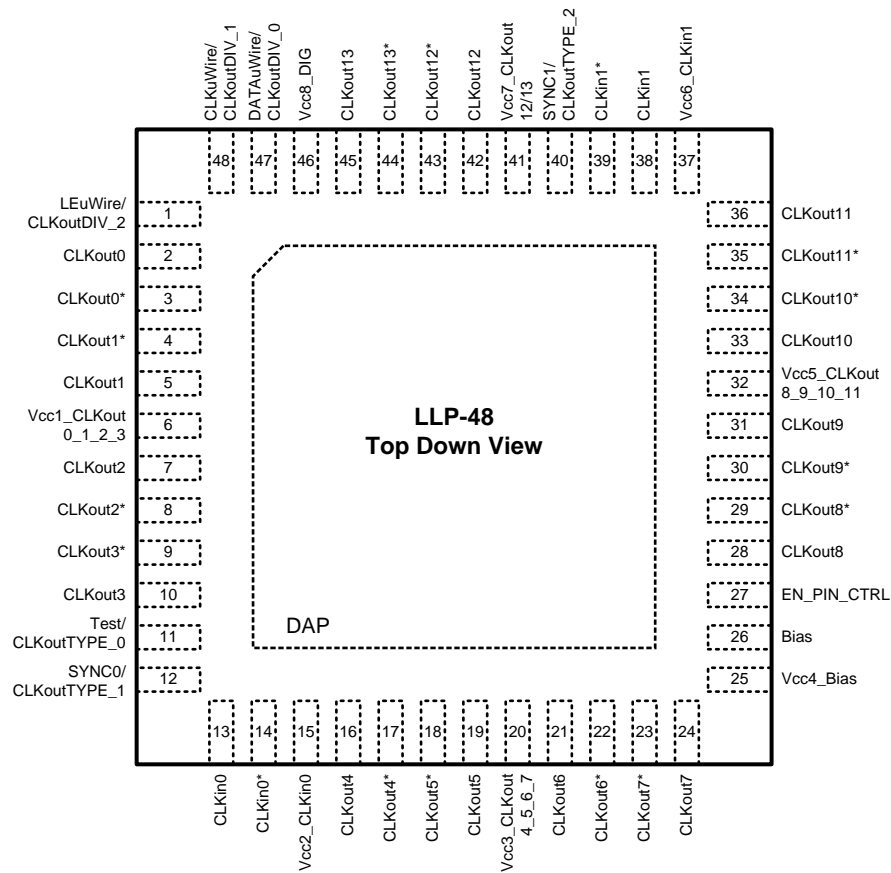 CLKuWire/
CLKoutDIV_1
DATAuWire/
CLKoutDIV_0
Vcc8_DIG
CLKout13
CLKout13*
CLKout12*
CLKout12
Vcc7_CLKout
12/13
SYNC1/
CLKoutTYPE_2
CLKin1*
CLKin1
Vcc6_CLKin1
48
47
46
45
44
43
42
41
40
39
38
37
LEuWire/
CLKoutDIV_2
1
CLKout0
2
CLKout0*
3
CLKout1*
4
CLKout1
5
Vcc1_CLKout
0_1_2_3
6
CLKout2
7
CLKout2*
8
CLKout3*
9
CLKout3
10
Test/
CLKoutTYPE_0
11
SYNC0/
CLKoutTYPE_1
12
LLP-48
Top Down View
DAP
36
CLKout11
35
CLKout11*
34
CLKout10*
33
CLKout10
32
Vcc5_CLKout
8_9_10_11
31
CLKout9
30
CLKout9*
29
CLKout8*
28
CLKout8
27
EN_PIN_CTRL
26
Bias
25
Vcc4_Bias
13
14
15
16
17
18
19
20
21
22
23
24
CLKin0
CLKin0*
Vcc2_CLKin0
CLKout4
CLKout4*
CLKout5*
CLKout5
Vcc3_CLKout
4_5_6_7
CLKout6
CLKout6*
CLKout7*
CLKout7